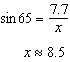 sin 65 = 7.7/x
x ≈ 8.5